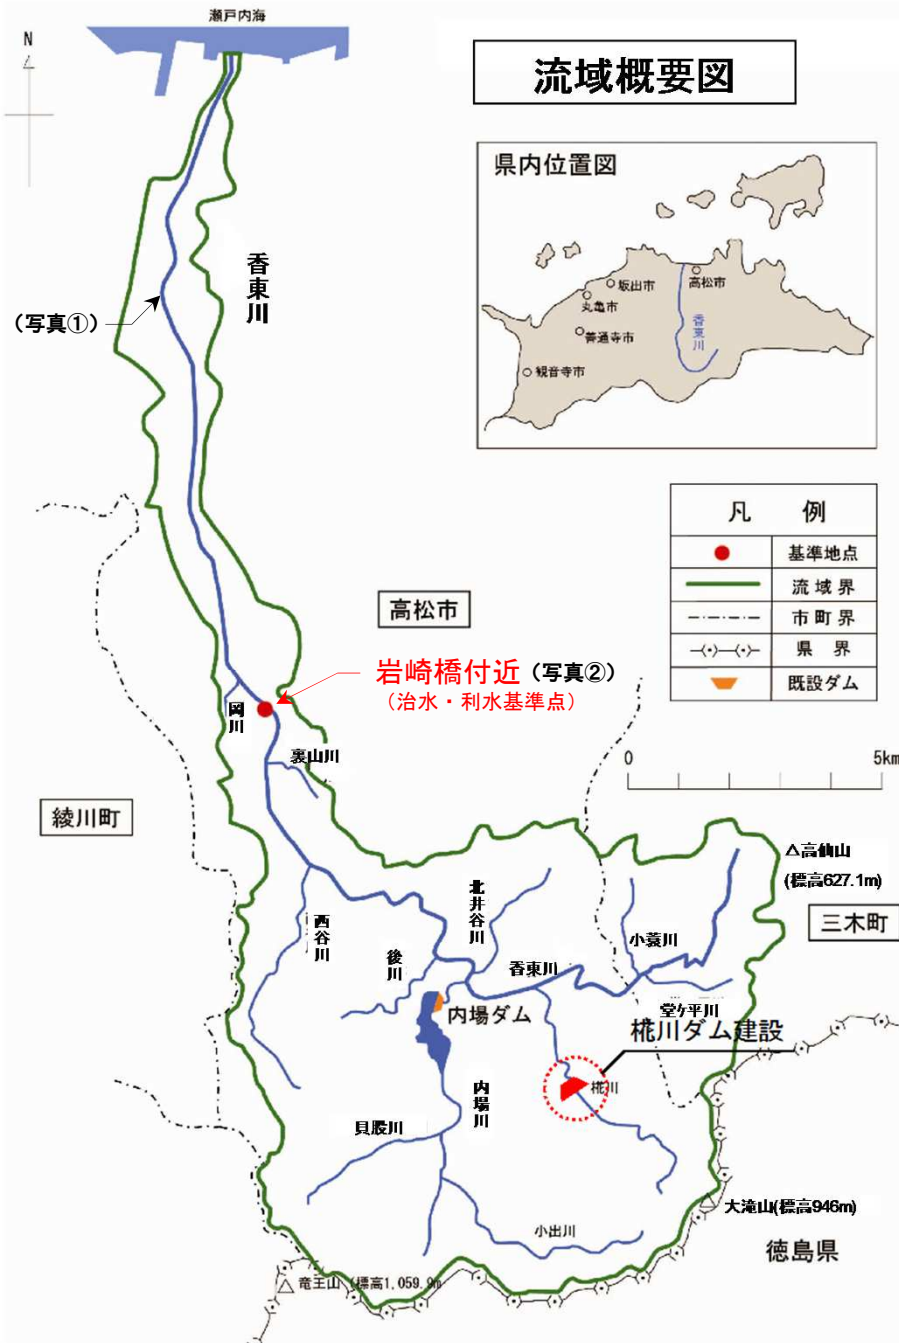 瀬戸内海
N
流域概要図
県内位置図
高松市
坂出市
丸亀市
善通寺市
観音寺市
香東川
香東川
(写真①)
凡 例
基準地点
流域界
市町界
県 界
既設ダム
高松市
岩崎橋付近(写真②)
(治水・利水基準点)
岡川
裏山川
0 5km
綾川町
△高仙山
(標高627.1m)
三木町
北井谷川
西谷川
後川
香東川
小蓑川
内場ダム
堂ケ平川
椛川ダム建設
椛川
内場川
貝股川
大滝山(標高946m)
小出川
徳島県
竜王山 (標高1,059.9m